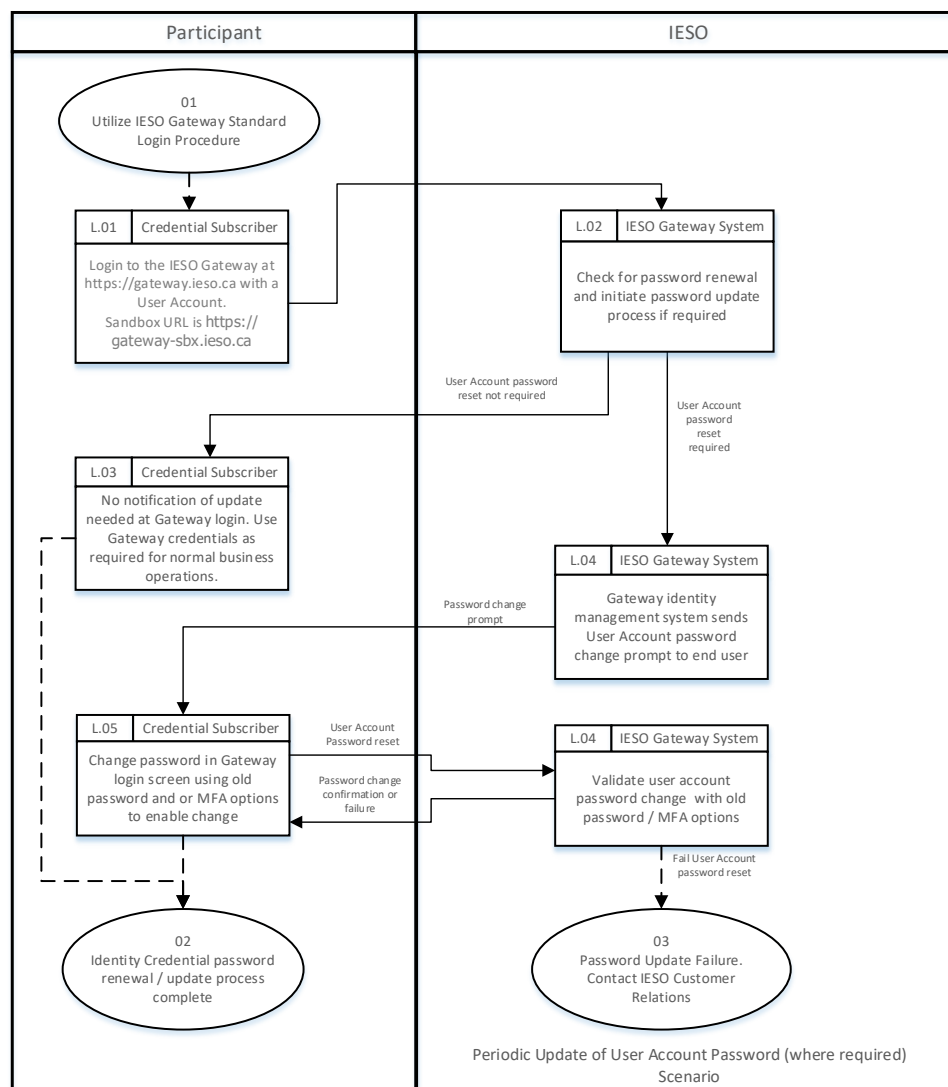 Participant
IESO
01
Utilize IESO Gateway Standard
Login Procedure
L.01
Credential Subscriber
Login to the IESO Gateway at
https://gateway.ieso.ca with a
User Account.
Sandbox URL is https://
gateway-sbx.ieso.ca
L.02
IESO Gateway System
Check for password renewal
and initiate password update
process if required
User Account password
reset not required
User Account
password
reset
required
L.03
Credential Subscriber
No notification of update
needed at Gateway login. Use
Gateway credentials as
required for normal business
operations.
L.04
IESO Gateway System
Gateway identity
management system sends
User Account password
change prompt to end user
Password change
prompt
L.05
Credential Subscriber
Change password in Gateway
login screen using old
password and or MFA options
to enable change
User Account
Password reset
Password change
confirmation or
failure
L.04
IESO Gateway System
Validate user account
password change with old
password / MFA options
Fail User Account
password reset
02
Identity Credential password
renewal / update process
complete
03
Password Update Failure.
Contact IESO Customer
Relations
Periodic Update of User Account Password (where required)
Scenario